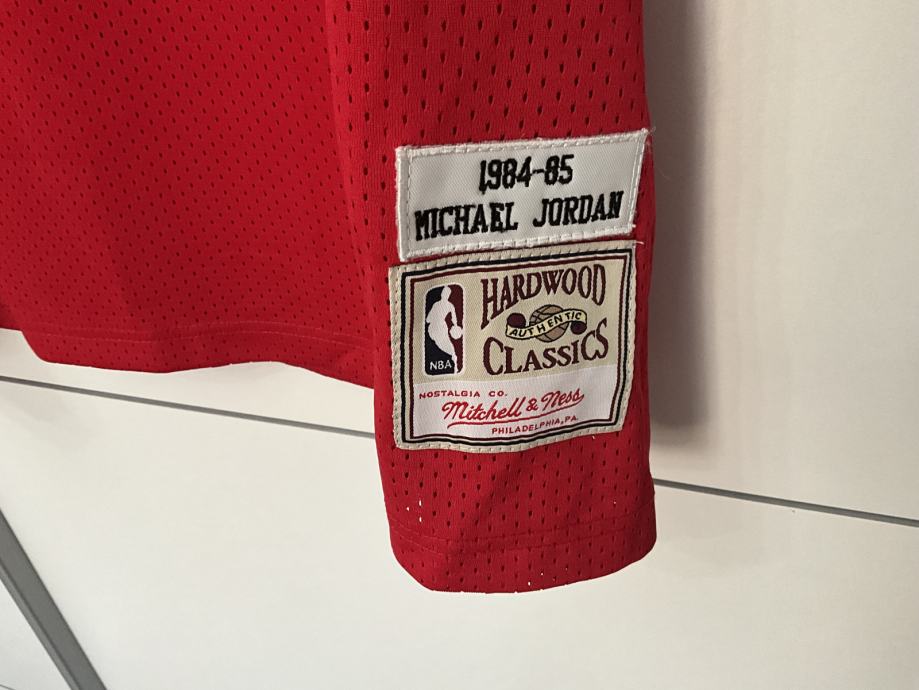 1984-85
MICHAEL JORDAN
HARDWOOD
AUTHENTIC
CLASSICS
NBA
NOSTALGIA CO.
Mitchell & Ness
PHILADELPHIA, PA.